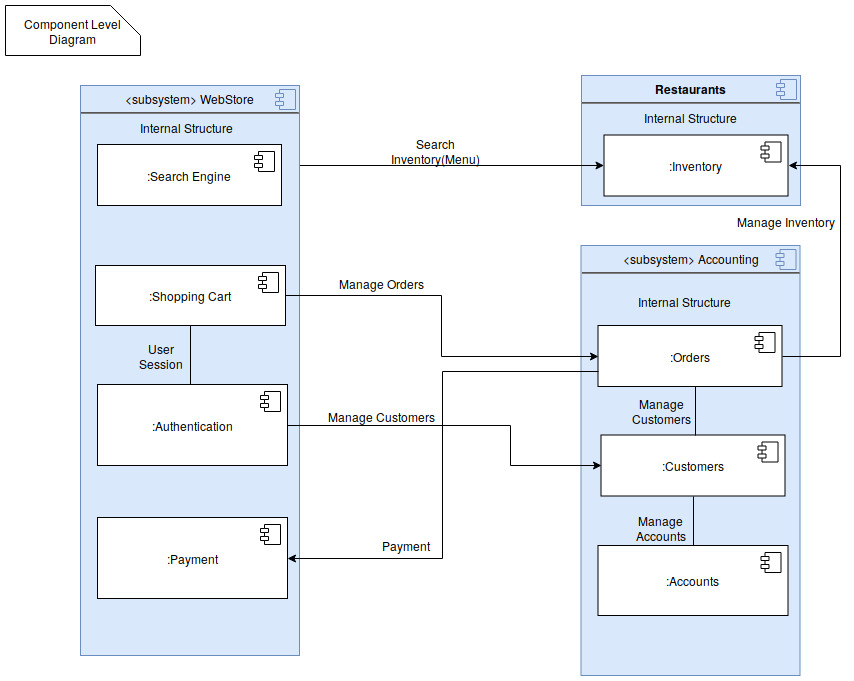 Component Level
Diagram
<subsystem> WebStore
Internal Structure
:Search Engine
:Shopping Cart
User
Session
:Authentication
:Payment
Search
Inventory(Menu)
Manage Orders
Manage Customers
Payment
Restaurants
Internal Structure
:Inventory
Manage Inventory
<subsystem> Accounting
Internal Structure
:Orders
Manage
Customers
:Customers
Manage
Accounts
:Accounts